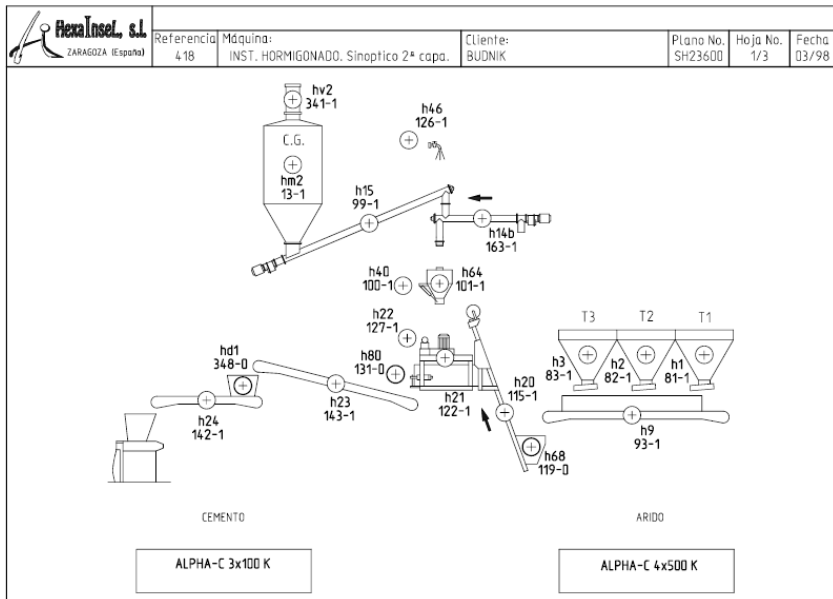 HexaInsel, s.l.
ZARAGOZA (España)
Referencia
418
Máquina:
INST. HORMIGONADO. Sinoptico 2ª capa.
Cliente:
BUDNIK
Plano No.
SH23600
Hoja No.
1/3
Fecha
03/98
hv2
341-1
C.G.
hm2
13-1
h46
126-1
h15
99-1
h14b
163-1
h40
100-1
h64
101-1
h22
127-1
hd1
348-0
h80
131-0
T3
T2
T1
h3
83-1
h2
82-1
h1
81-1
h24
142-1
h23
143-1
h21
122-1
h20
115-1
h9
93-1
h68
119-0
CEMENTO
ARIDO
ALPHA-C 3x100 K
ALPHA-C 4x500 K